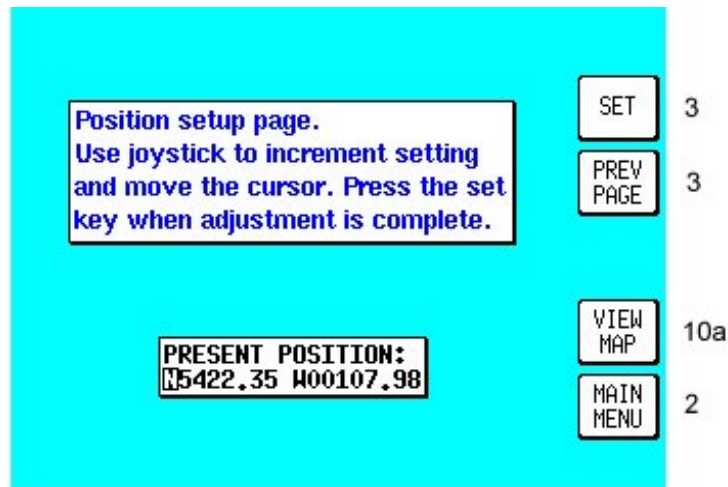 Position setup page.
Use joystick to increment setting
and move the cursor. Press the set
key when adjustment is complete.
SET
3
PREV
PAGE
3
PRESENT POSITION:
N5422.35 W00107.98
VIEW
MAP
10a
MAIN
MENU
2